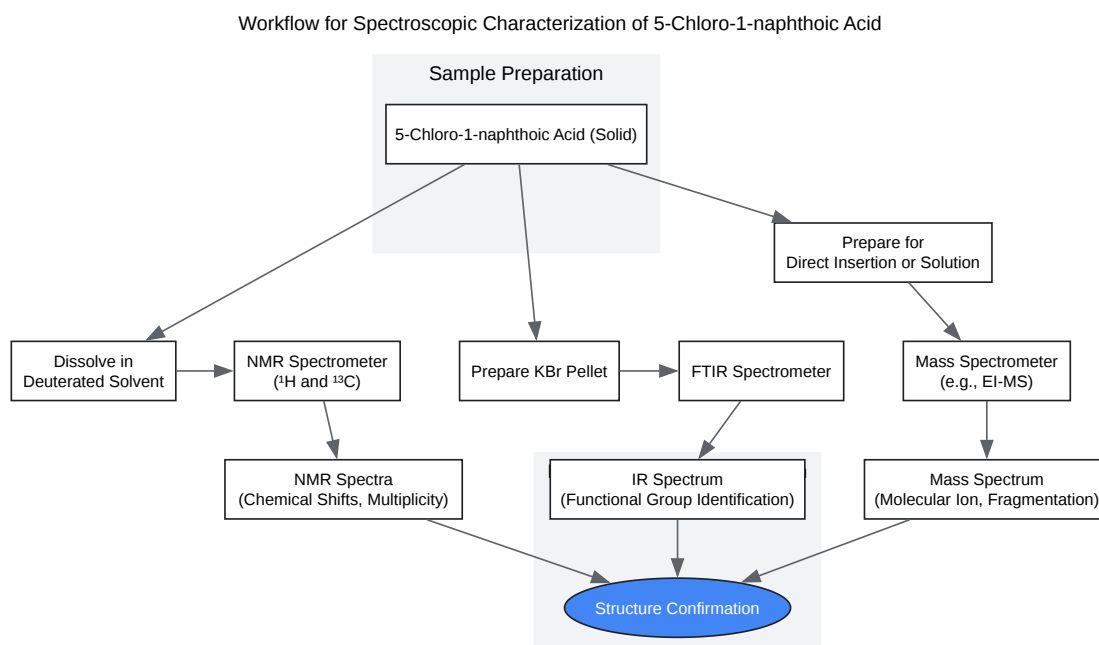 Workflow for Spectroscopic Characterization of 5-Chloro-1-naphthoic Acid
Sample Preparation
5-Chloro-1-naphthoic Acid (Solid)
Prepare for
Direct Insertion or Solution
Dissolve in
Deuterated Solvent
NMR Spectrometer
(¹H and ¹³C)
Prepare KBr Pellet
FTIR Spectrometer
Mass Spectrometer
(e.g., EI-MS)
NMR Spectra
(Chemical Shifts, Multiplicity)
IR Spectrum
(Functional Group Identification)
Mass Spectrum
(Molecular Ion, Fragmentation)
Structure Confirmation